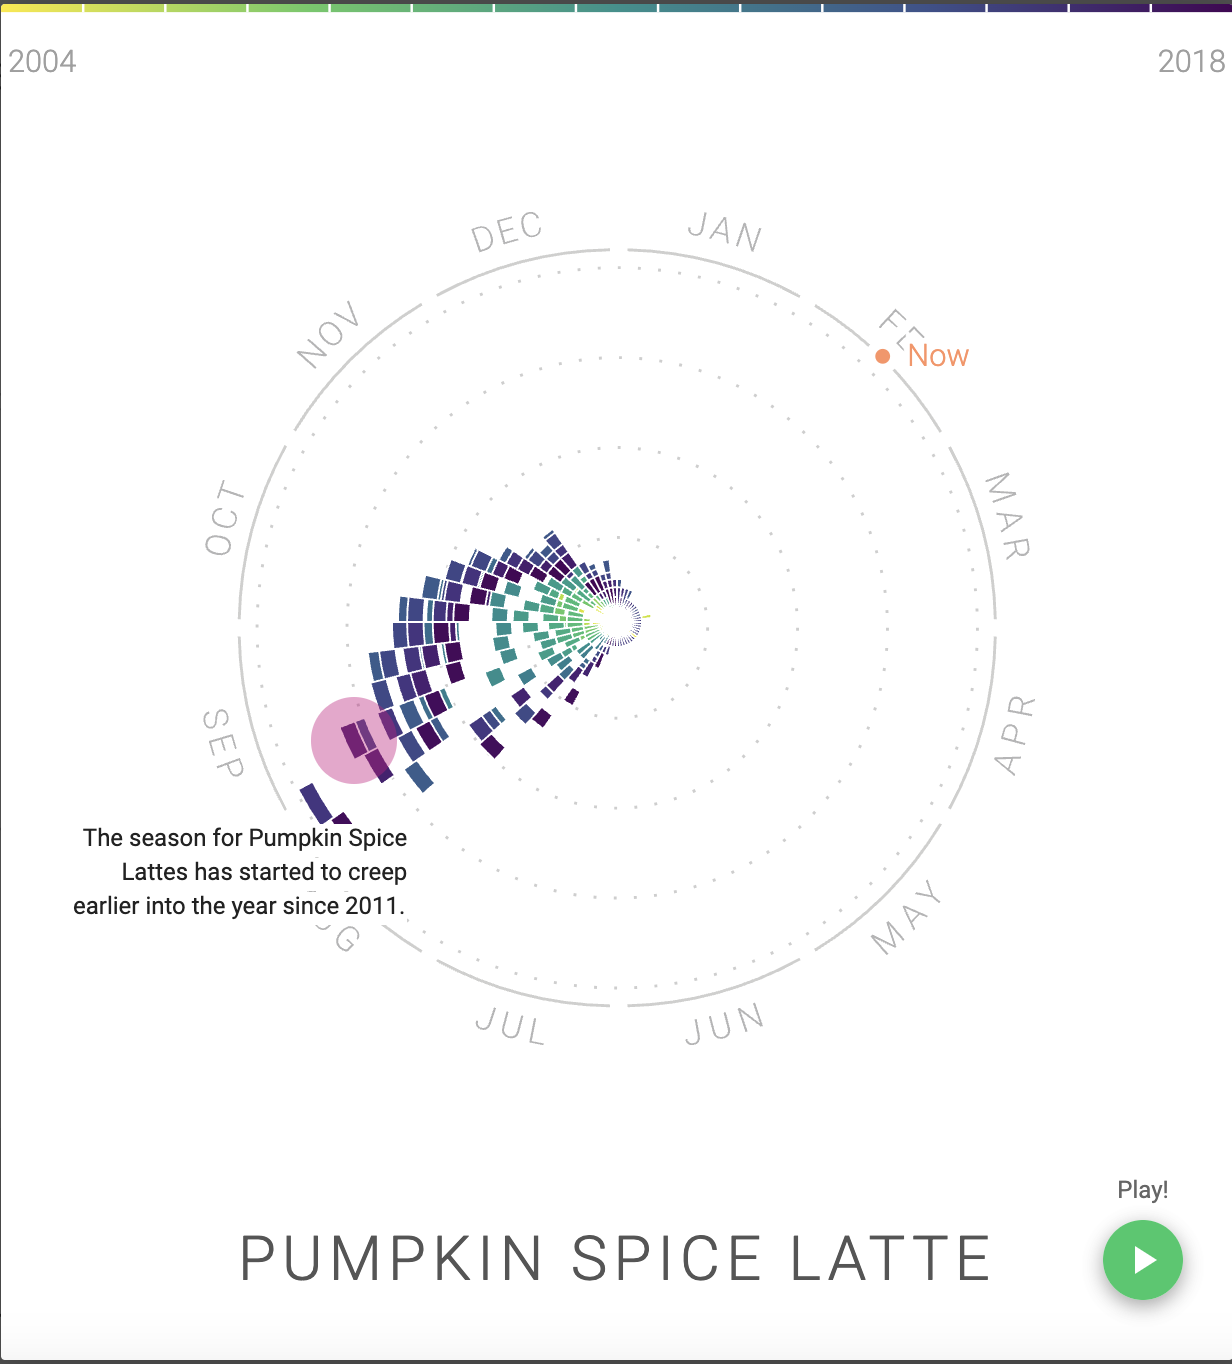 2004
2018
DEC
JAN
NOV
Now
OCT
MAR
SEP
APR
The season for Pumpkin Spice
Lattes has started to creep
earlier into the year since 2011.
MAY
JUL
JUN
Play!
PUMPKIN SPICE LATTE